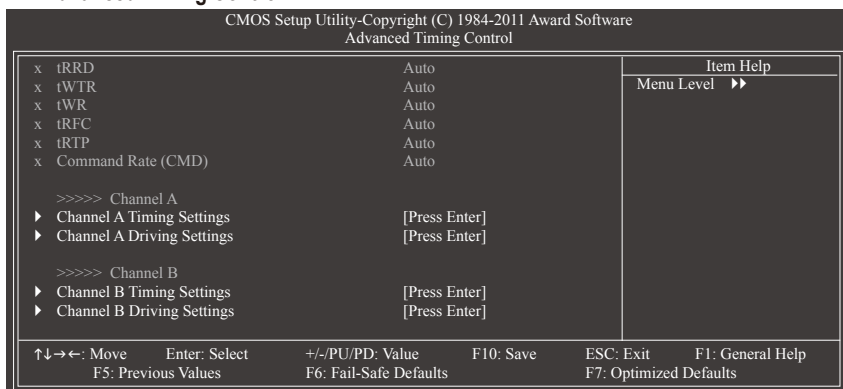 CMOS Setup Utility-Copyright (C) 1984-2011 Award Software
Advanced Timing Control
x tRRD Auto
x tWTR Auto
x tWR Auto
x tRFC Auto
x tRTP Auto
x Command Rate (CMD) Auto
>>>>> Channel A
Channel A Timing Settings [Press Enter]
Channel A Driving Settings [Press Enter]
>>>>> Channel B
Channel B Timing Settings [Press Enter]
Channel B Driving Settings [Press Enter]
Item Help
Menu Level ▶▶
↑↓→←: Move Enter: Select +/-/PU/PD: Value F10: Save ESC: Exit F1: General Help
F5: Previous Values F6: Fail-Safe Defaults F7: Optimized Defaults